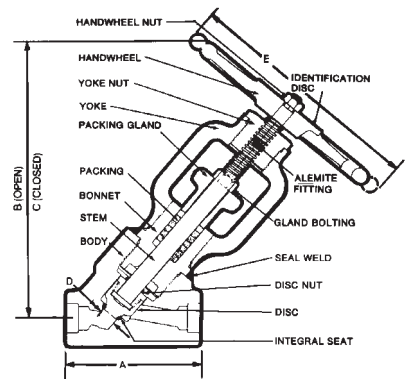 HANDWHEEL NUT
HANDWHEEL
E
YOKE NUT
IDENTIFICATION
DISC
YOKE
PACKING GLAND
PACKING
ALEMITE
FITTING
BONNET
STEM
GLAND BOLTING
BODY
SEAL WELD
D
DISC NUT
DISC
INTEGRAL SEAT
A
B (OPEN)
C (CLOSED)